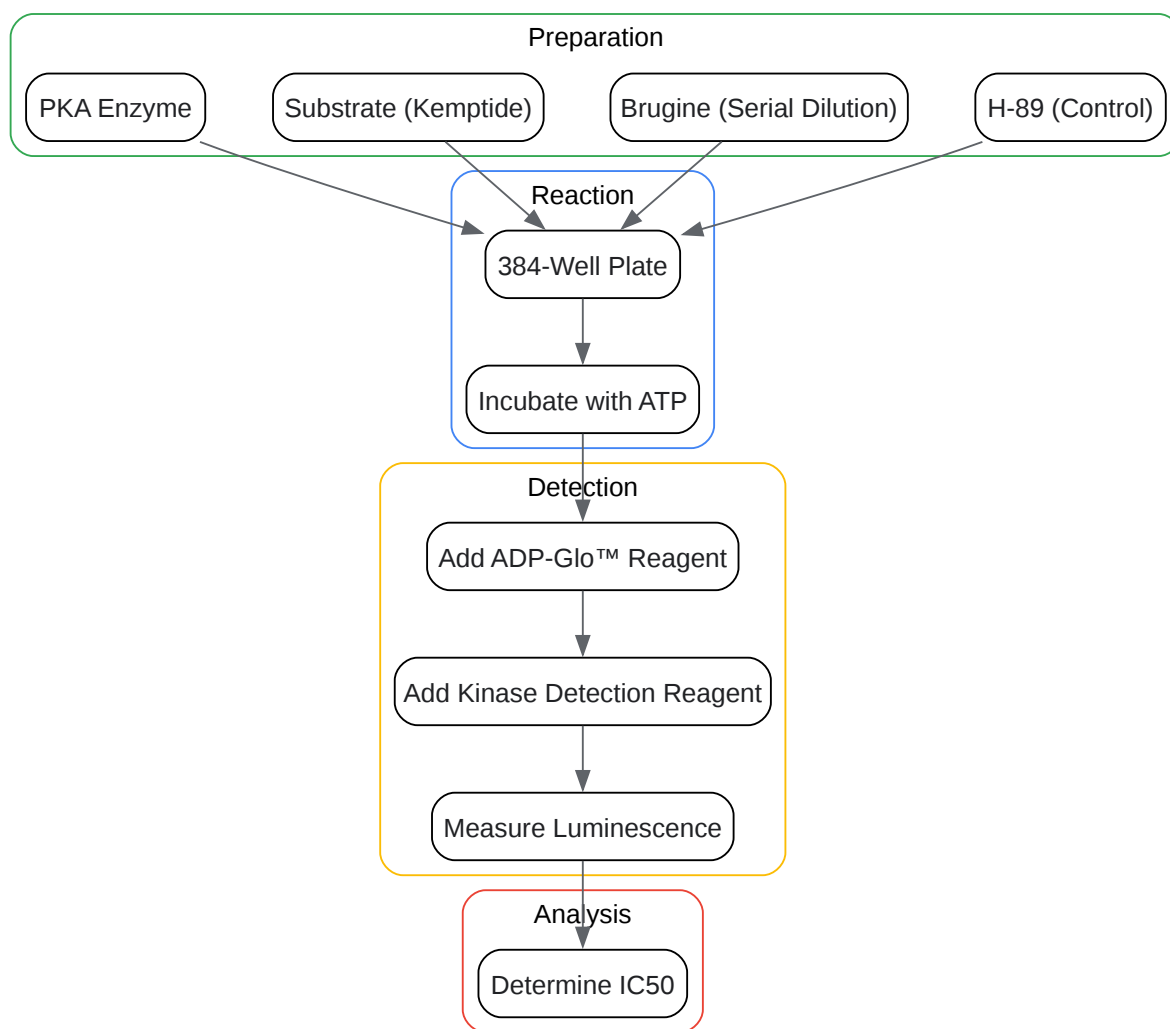 Preparation
PKA Enzyme
Substrate (Kemptide)
Brugine (Serial Dilution)
H-89 (Control)
Reaction
384-Well Plate
Incubate with ATP
Detection
Add ADP-Glo™ Reagent
Add Kinase Detection Reagent
Measure Luminescence
Analysis
Determine IC50